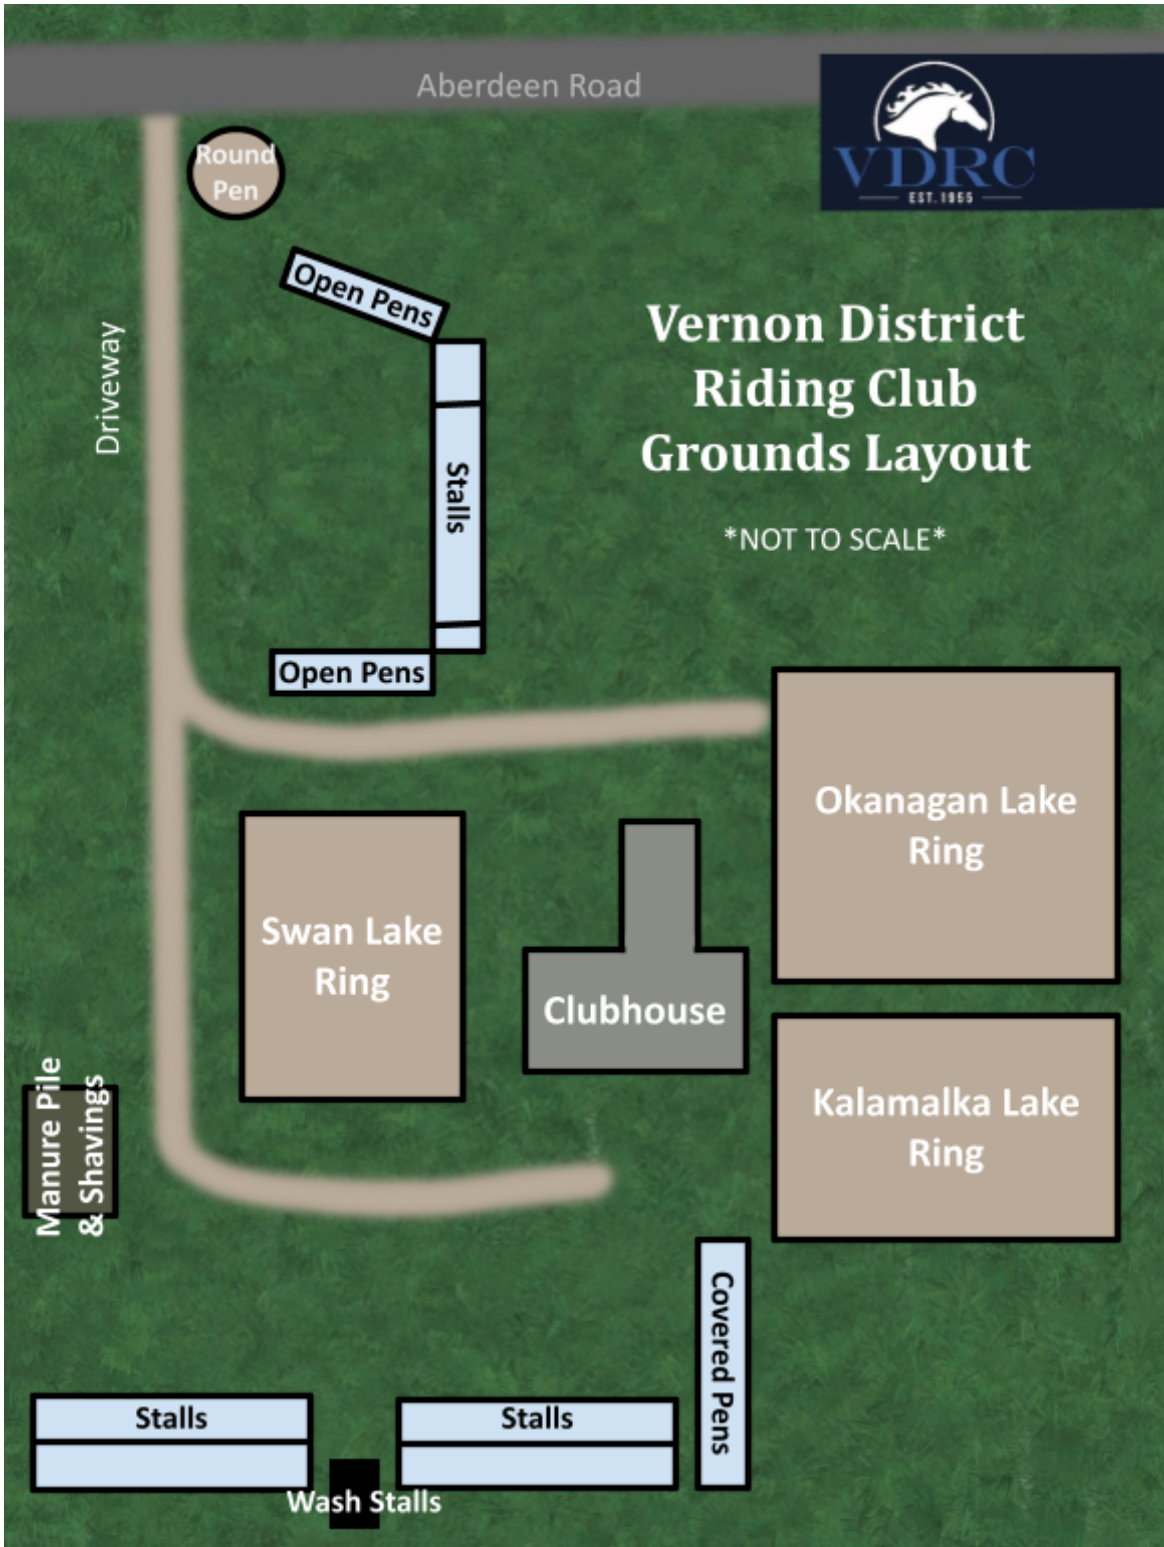 Aberdeen Road
VDRC
EST. 1955
Round
Pen
Open Pens
Driveway
Vernon District
Riding Club
Grounds Layout
Stalls
*NOT TO SCALE*
Open Pens
Okanagan Lake
Ring
Swan Lake
Ring
Clubhouse
Manure Pile
& Shavings
Kalamalka Lake
Ring
Covered Pens
Stalls
Stalls
Wash Stalls